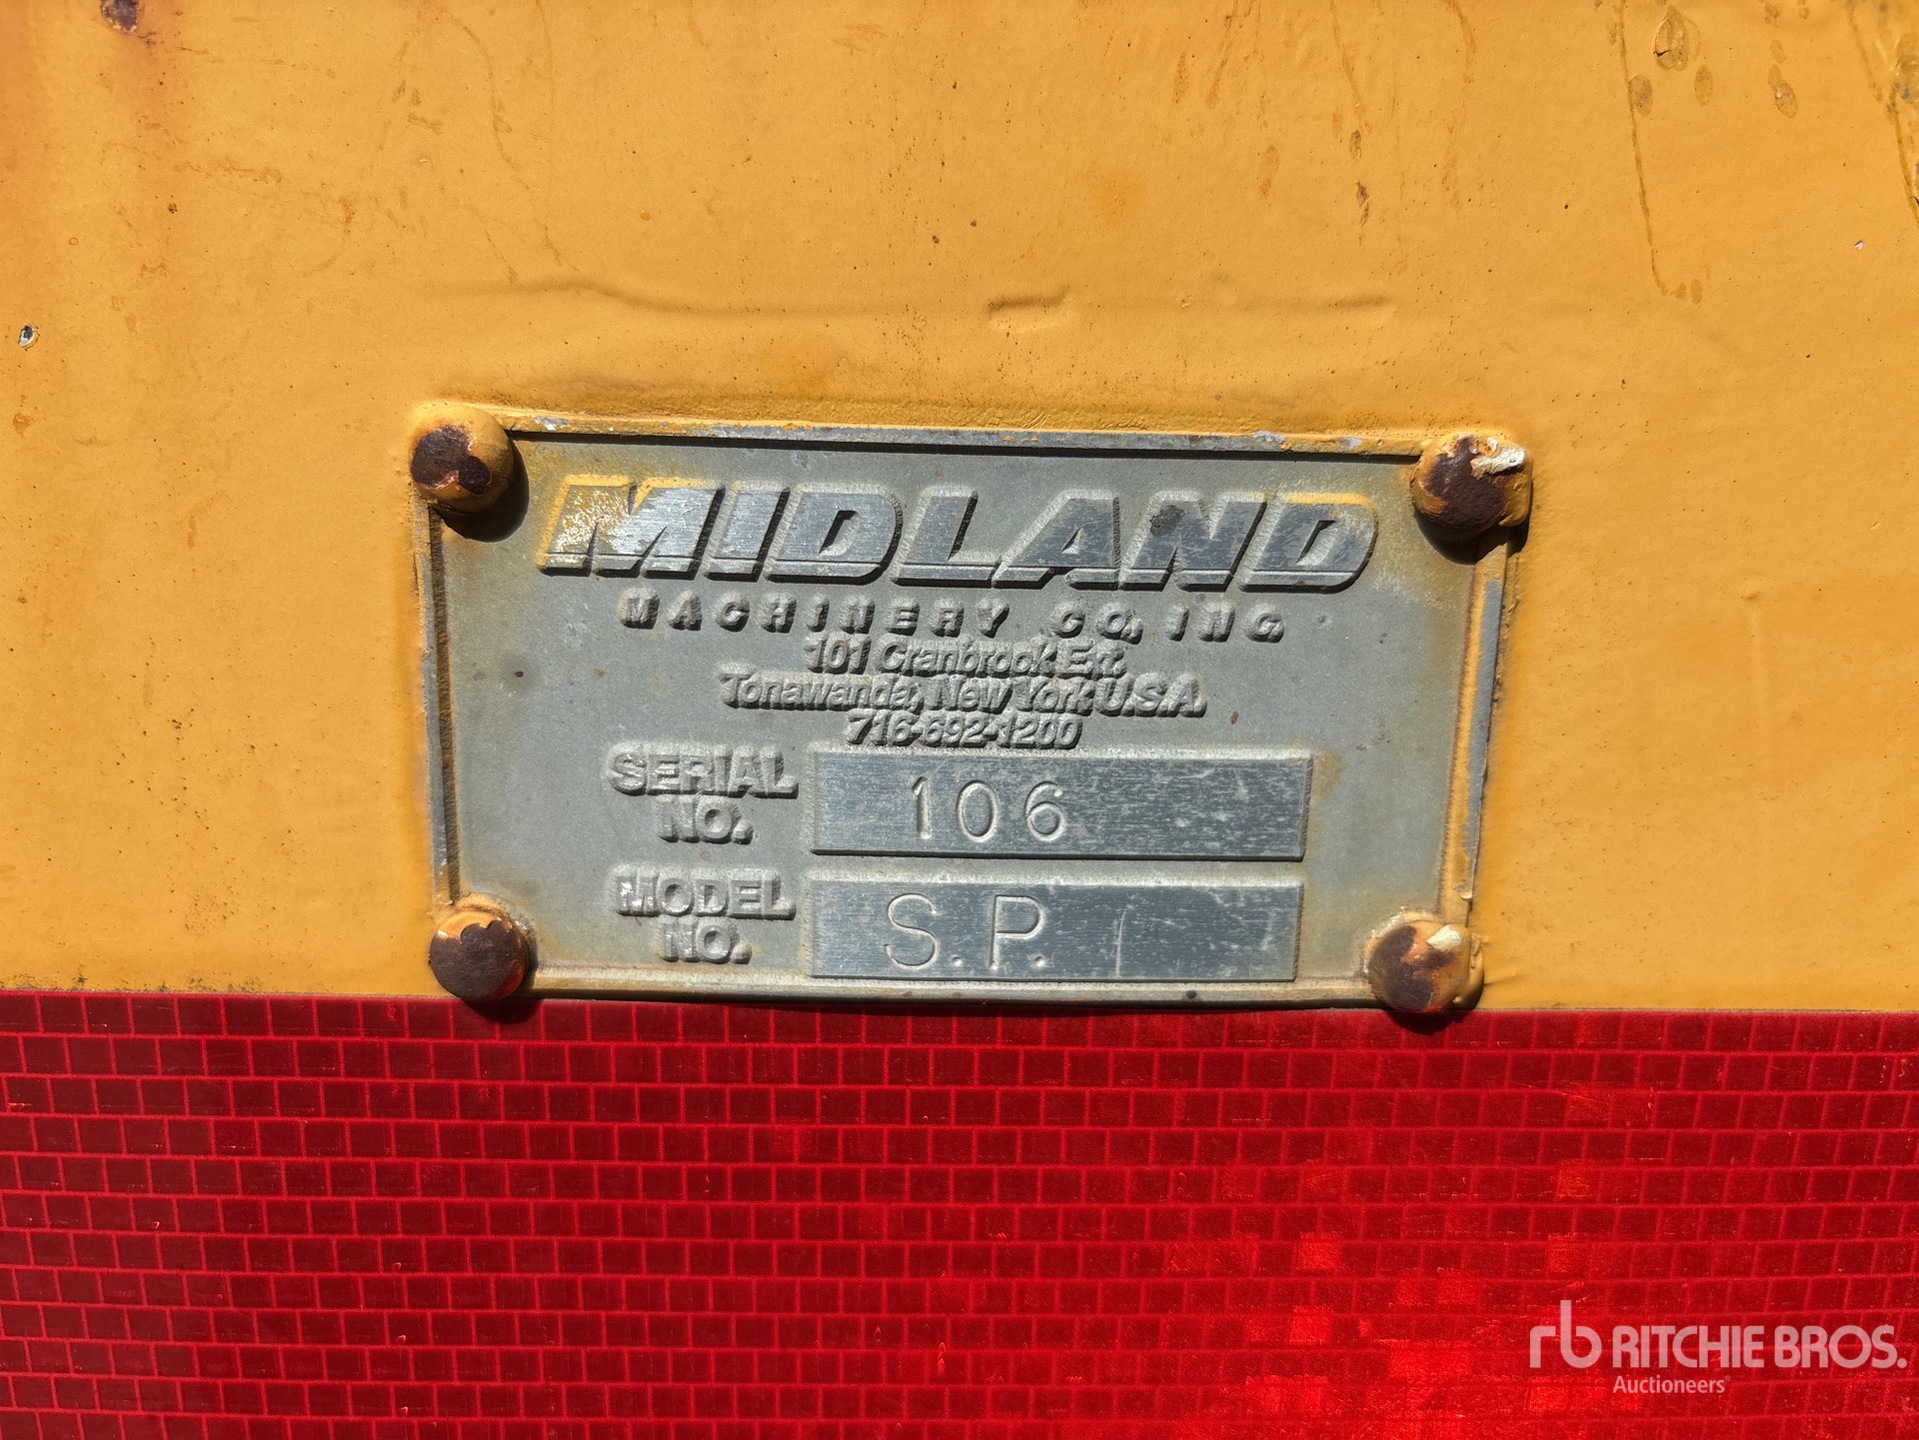 MIDLAND
MACHINERY CO., INC.
101 Cranbrook Ext.
Tonawanda, New York U.S.A.
716-692-1200
SERIAL NO. 106
MODEL NO. S.P.
rb RITCHIE BROS.
Auctioneers